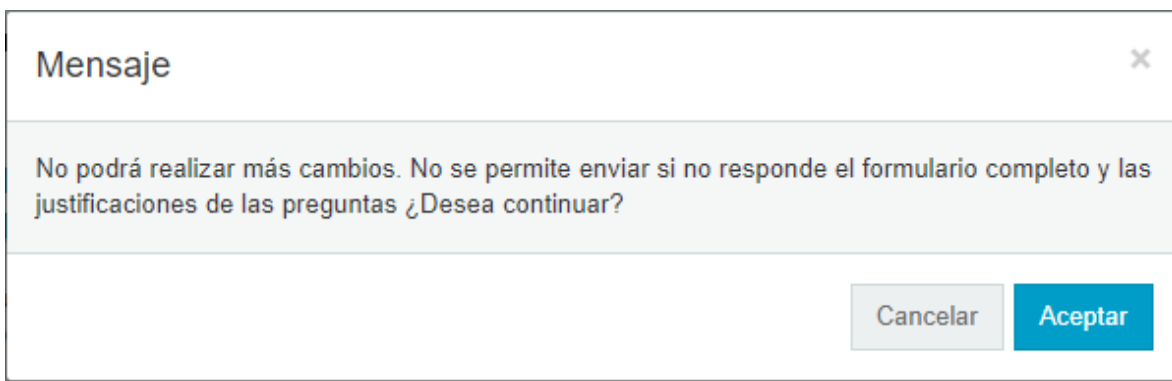 Mensaje
×
No podrá realizar más cambios. No se permite enviar si no responde el formulario completo y las
justificaciones de las preguntas ¿Desea continuar?
Cancelar
Aceptar